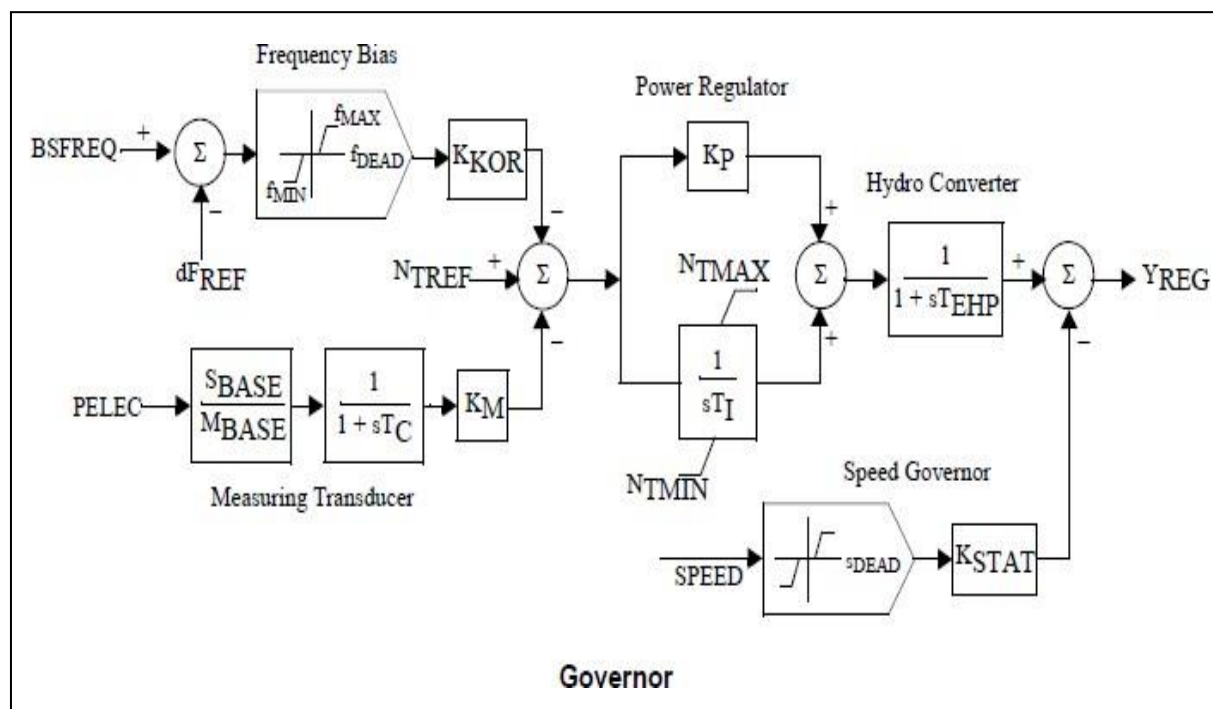 Frequency Bias
BSFREQ
+
Σ
−
dFREF
fMAX
fDEAD
fMIN
KKOR
−
NTREF
+
Σ
−
PELEC
SBASE
MBASE
1
1 + sTC
KM
Measuring Transducer
Power Regulator
KP
+
NTMAX
1
sTI
NTMIN
+
Σ
Hydro Converter
1
1 + sTEHP
+
Σ
−
YREG
Speed Governor
SPEED
sDEAD
KSTAT
Governor